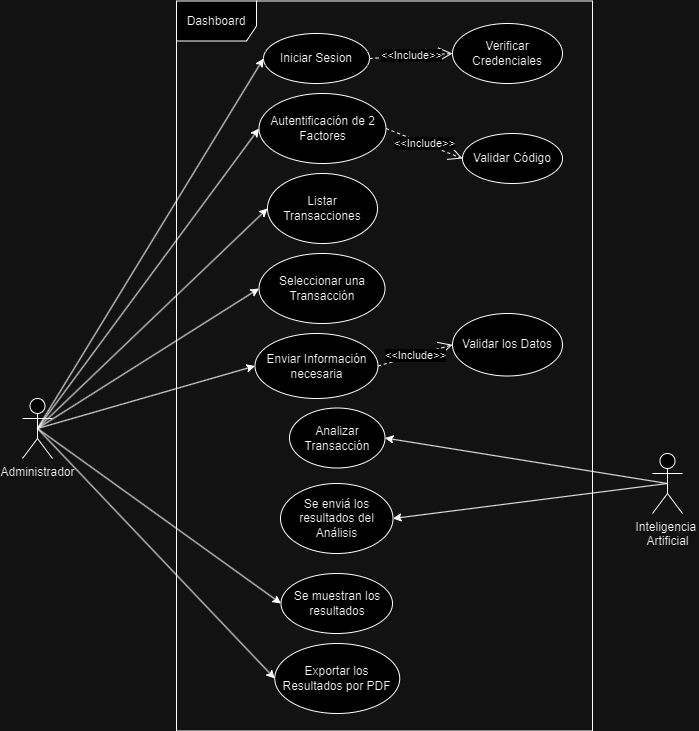 Dashboard
Iniciar Sesion
<<Include>>
Verificar
Credenciales
Autentificación de 2
Factores
<<Include>>
Validar Código
Listar
Transacciones
Seleccionar una
Transacción
Enviar Información
necesaria
<<Include>>
Validar los Datos
Analizar
Transacción
Administrador
Se enviá los
resultados del
Análisis
Inteligencia
Artificial
Se muestran los
resultados
Exportar los
Resultados por PDF